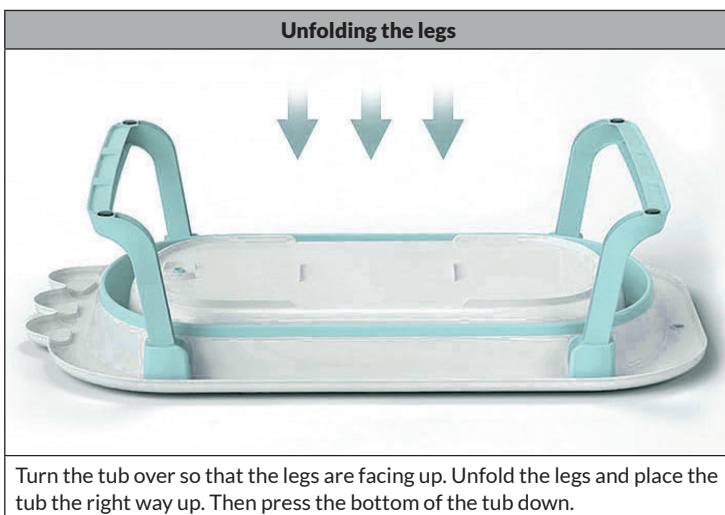 Unfolding the legs
Turn the tub over so that the legs are facing up. Unfold the legs and place the
tub the right way up. Then press the bottom of the tub down.